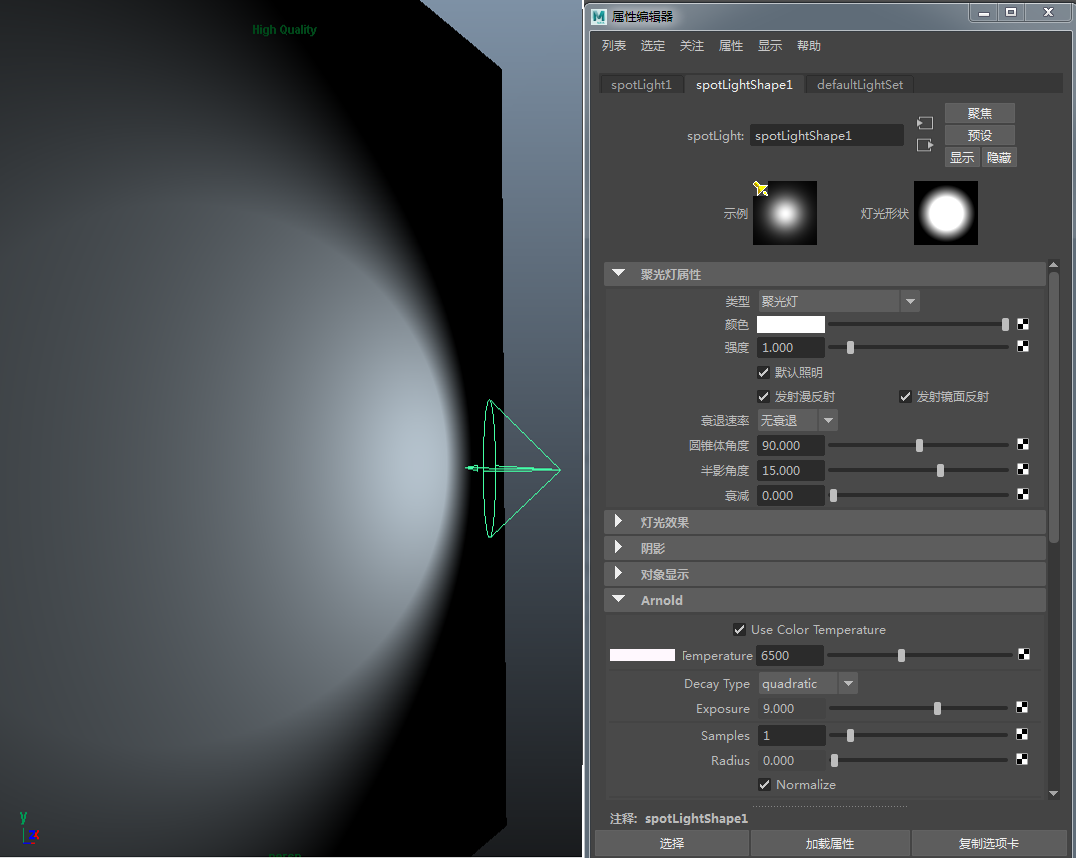 High Quality
y
z
persp
M 属性编辑器
列表 选定 关注 属性 显示 帮助
spotLight1 spotLightShape1 defaultLightSet
spotLight: spotLightShape1
聚焦
预设
显示 隐藏
示例 灯光形状
聚光灯属性
类型 聚光灯
颜色
强度 1.000
默认照明
发射漫反射 发射镜面反射
衰退速率 无衰退
圆锥体角度 90.000
半影角度 15.000
衰减 0.000
灯光效果
阴影
对象显示
Arnold
Use Color Temperature
Temperature 6500
Decay Type quadratic
Exposure 9.000
Samples 1
Radius 0.000
Normalize
注释: spotLightShape1
选择 加载属性 复制选项卡